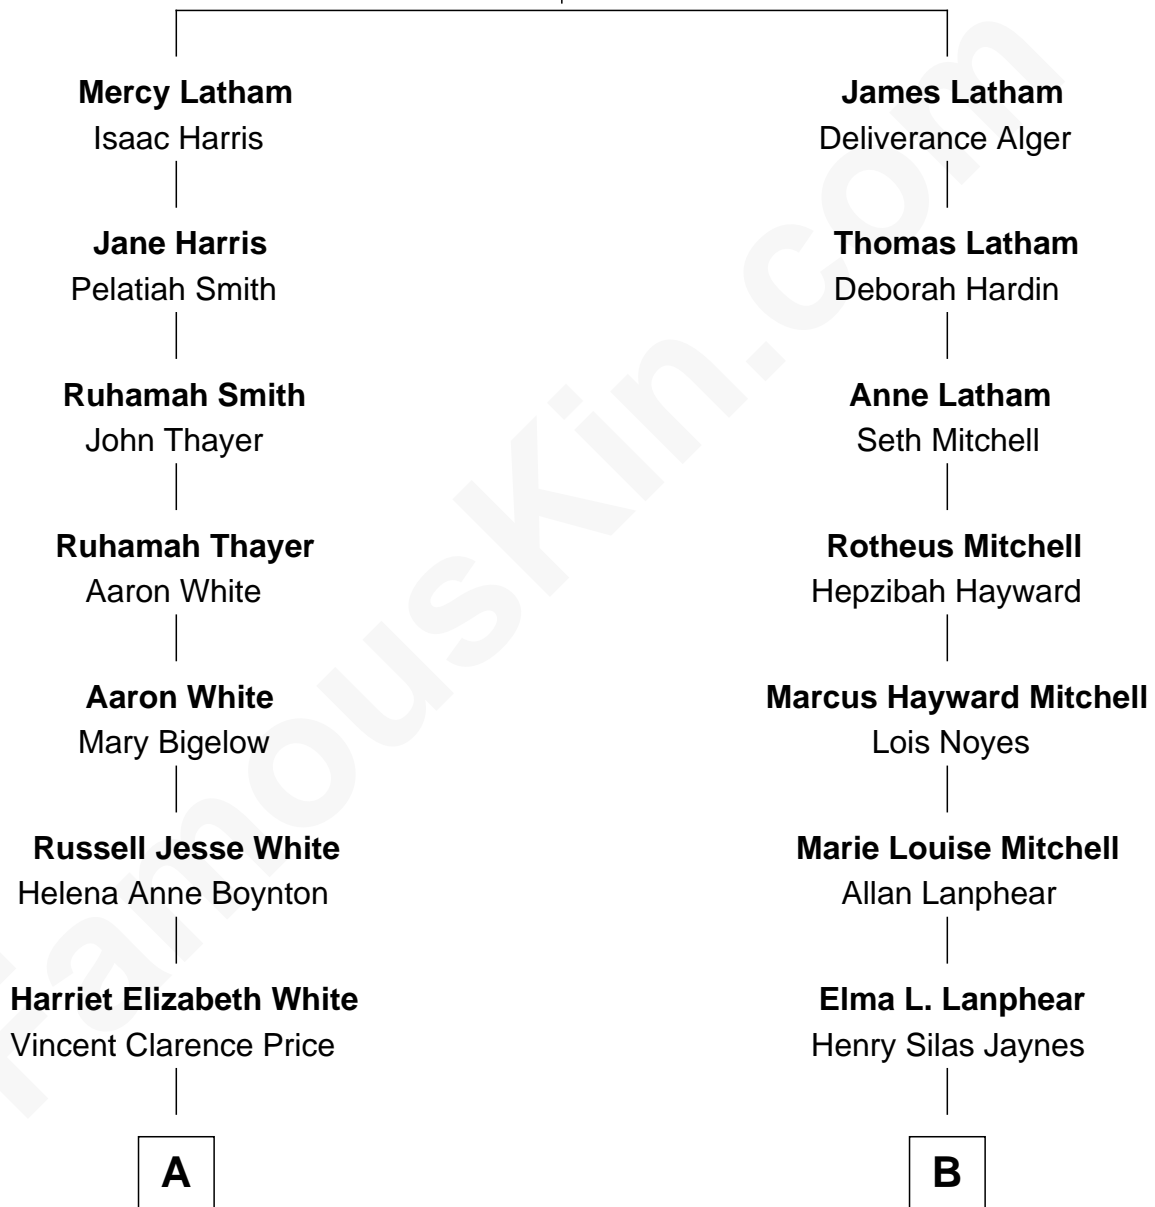 Mercy Latham
Isaac Harris
Jane Harris
Pelatiah Smith
Ruhamah Smith
John Thayer
Ruhamah Thayer
Aaron White
Aaron White
Mary Bigelow
Russell Jesse White
Helena Anne Boynton
Harriet Elizabeth White
Vincent Clarence Price
A
James Latham
Deliverance Alger
Thomas Latham
Deborah Hardin
Anne Latham
Seth Mitchell
Rotheus Mitchell
Hepzibah Hayward
Marcus Hayward Mitchell
Lois Noyes
Marie Louise Mitchell
Allan Lanphear
Elma L. Lanphear
Henry Silas Jaynes
B
FamousKin.com